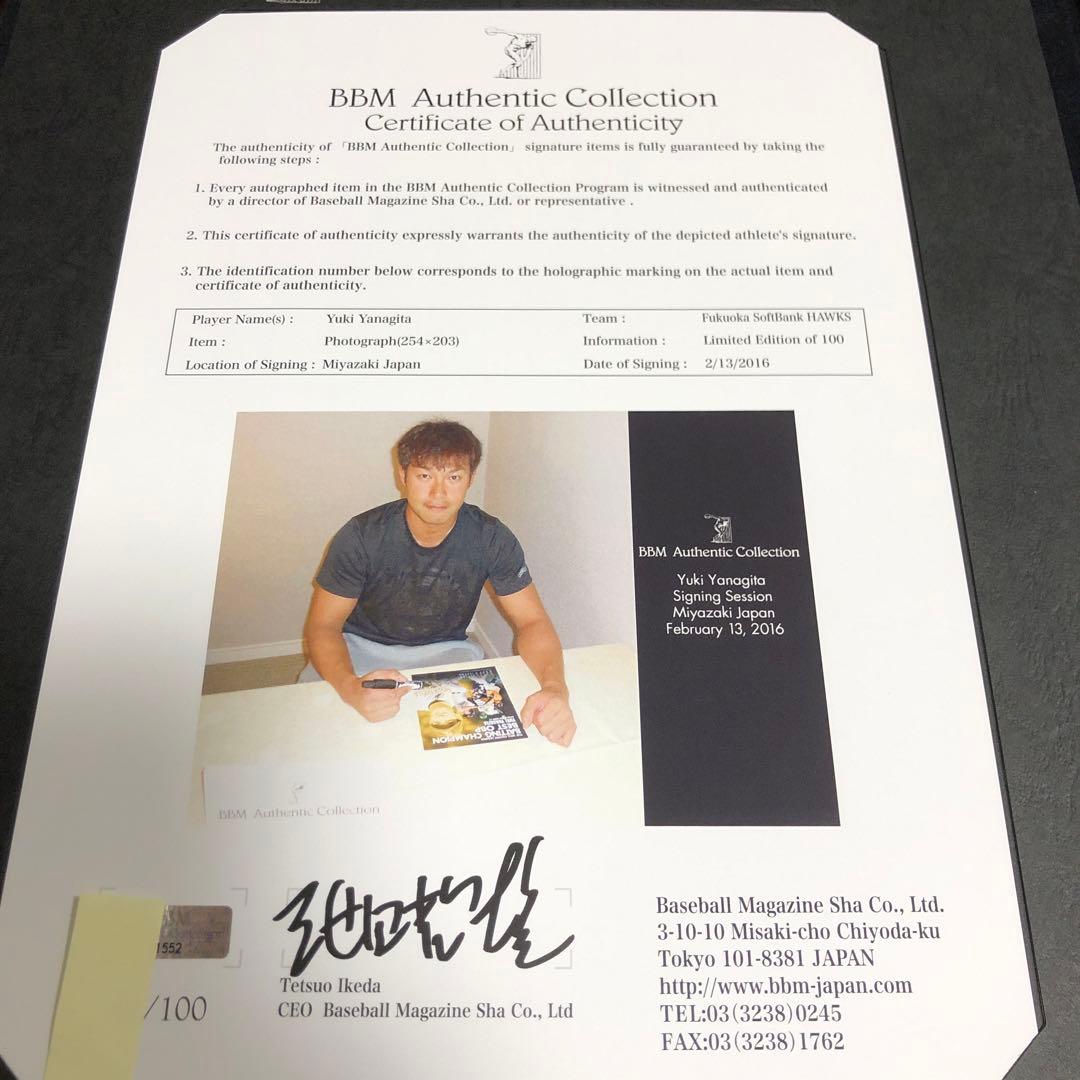 BBM Authentic Collection
Certificate of Authenticity
The authenticity of 「BBM Authentic Collection」 signature items is fully guaranteed by taking the
following steps :
1. Every autographed item in the BBM Authentic Collection Program is witnessed and authenticated
by a director of Baseball Magazine Sha Co., Ltd. or representative .
2. This certificate of authenticity expressly warrants the authenticity of the depicted athlete's signature.
3. The identification number below corresponds to the holographic marking on the actual item and
certificate of authenticity.
Player Name(s) : Yuki Yanagita Team : Fukuoka SoftBank HAWKS
Item : Photograph(254×203) Information : Limited Edition of 100
Location of Signing : Miyazaki Japan Date of Signing : 2/13/2016
BBM Authentic Collection
Yuki Yanagita
Signing Session
Miyazaki Japan
February 13, 2016
BATTING CHAMPION
BEST OBP
BBM Authentic Collection
1552
/100
Tetsuo Ikeda
CEO Baseball Magazine Sha Co., Ltd
Baseball Magazine Sha Co., Ltd.
3-10-10 Misaki-cho Chiyoda-ku
Tokyo 101-8381 JAPAN
http://www.bbm-japan.com
TEL:03(3238)0245
FAX:03(3238)1762